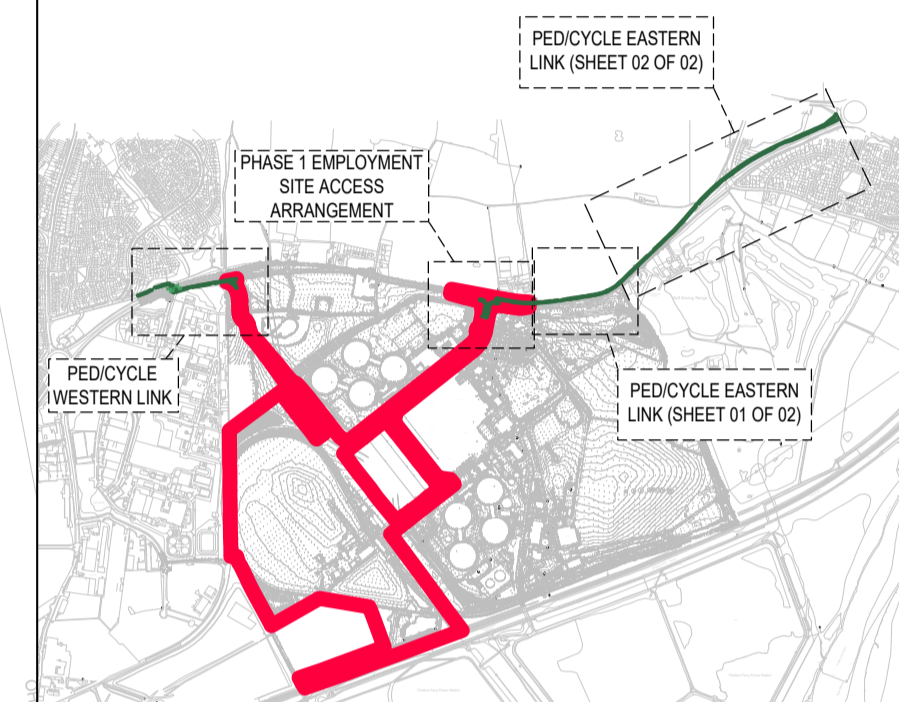 PED/CYCLE EASTERN
LINK (SHEET 02 OF 02)
PHASE 1 EMPLOYMENT
SITE ACCESS
ARRANGEMENT
PED/CYCLE
WESTERN LINK
PED/CYCLE EASTERN
LINK (SHEET 01 OF 02)